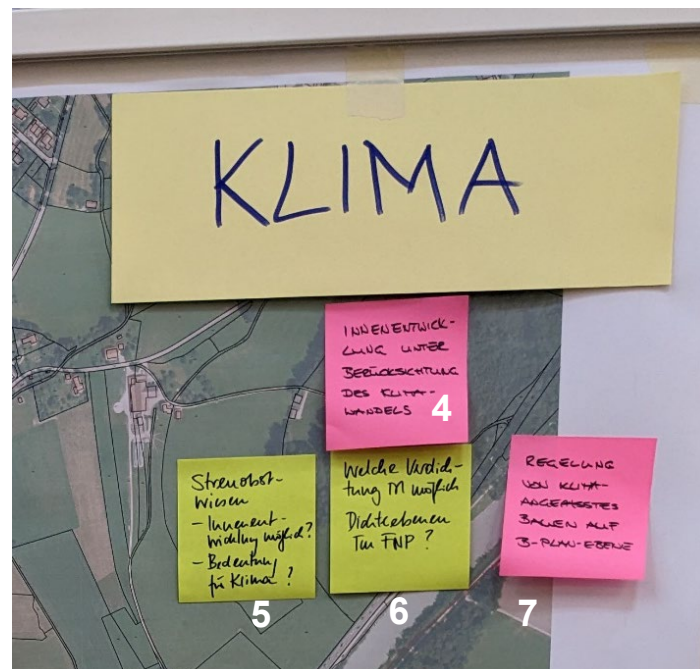 KLIMA
INNENENTWICK-
LUNG UNTER
BERÜCKSICHTUNG
DES KLIMA-
WANDELS
4
Streuobst-
wiesen
- Innenent-
wicklung möglich?
- Bedeutung
für Klima?
5
Welche Verdich-
tung M möglich
Dichteebenen
Im FNP?
6
REGELUNG
VON KLIMA-
ANGEPASSTES
BAUEN AUF
B-PLAN-EBENE
7